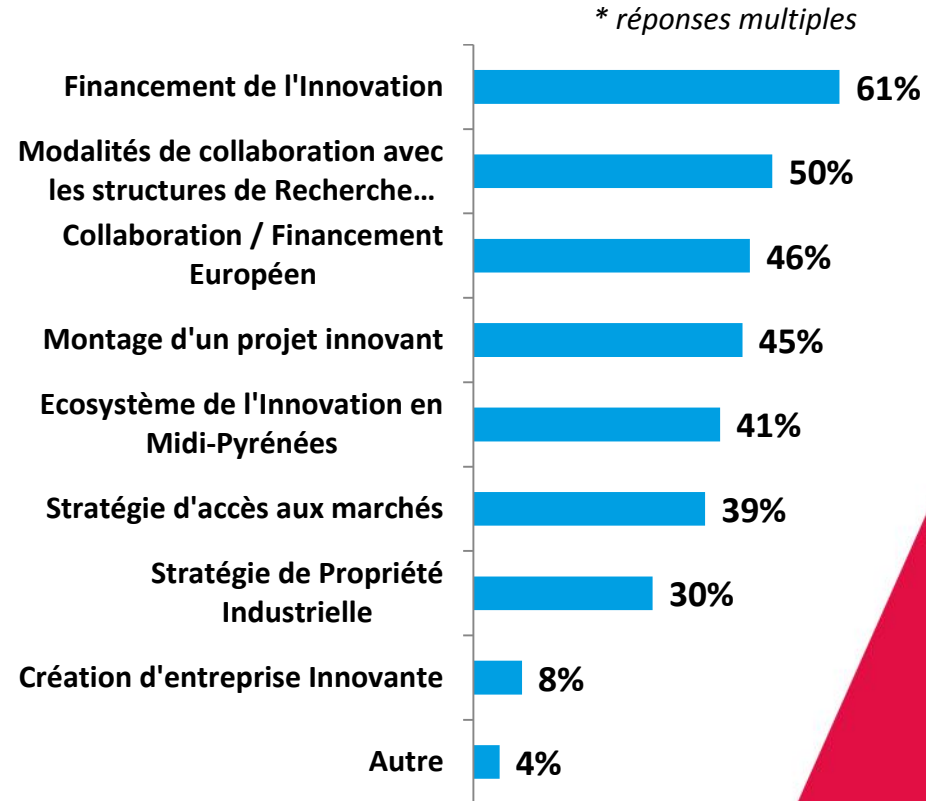 * réponses multiples
Financement de l'Innovation 61%
Modalités de collaboration avec
les structures de Recherche… 50%
Collaboration / Financement
Européen 46%
Montage d'un projet innovant 45%
Ecosystème de l'Innovation en
Midi-Pyrénées 41%
Stratégie d'accès aux marchés 39%
Stratégie de Propriété
Industrielle 30%
Création d'entreprise Innovante 8%
Autre 4%